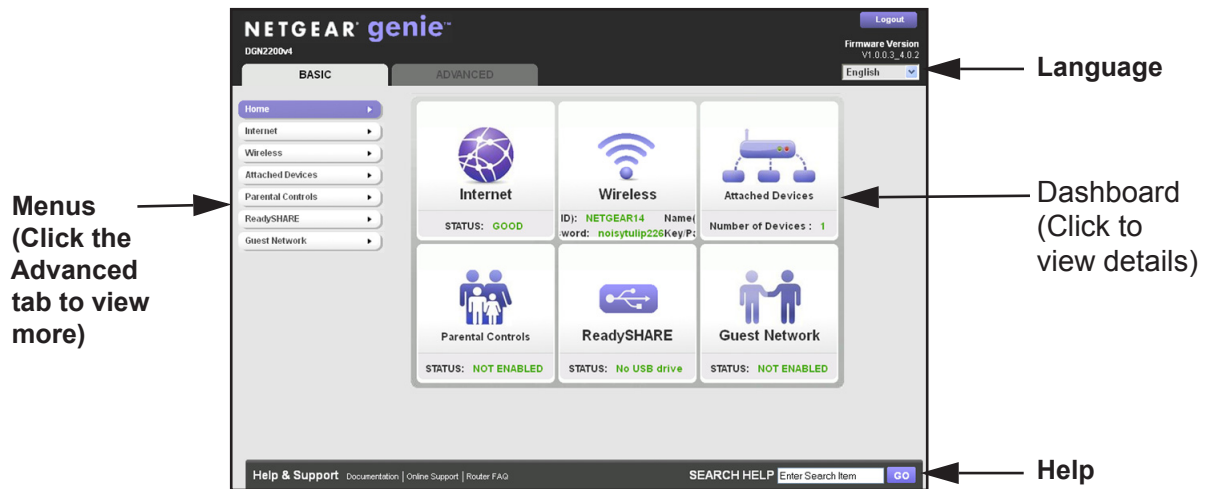 NETGEAR® genie™
DGN2200v4
Logout
Firmware Version
V1.0.0.3_4.0.2
BASIC
ADVANCED
English
Language
Home
Internet
Wireless
Attached Devices
Parental Controls
ReadySHARE
Guest Network
Menus
(Click the
Advanced
tab to view
more)
Internet
STATUS: GOOD
Wireless
ID): NETGEAR14 Name(
word: noisytulip226Key/Pa
Attached Devices
Number of Devices : 1
Dashboard
(Click to
view details)
Parental Controls
STATUS: NOT ENABLED
ReadySHARE
STATUS: No USB drive
Guest Network
STATUS: NOT ENABLED
Help & Support Documentation | Online Support | Router FAQ
SEARCH HELP Enter Search Item GO
Help